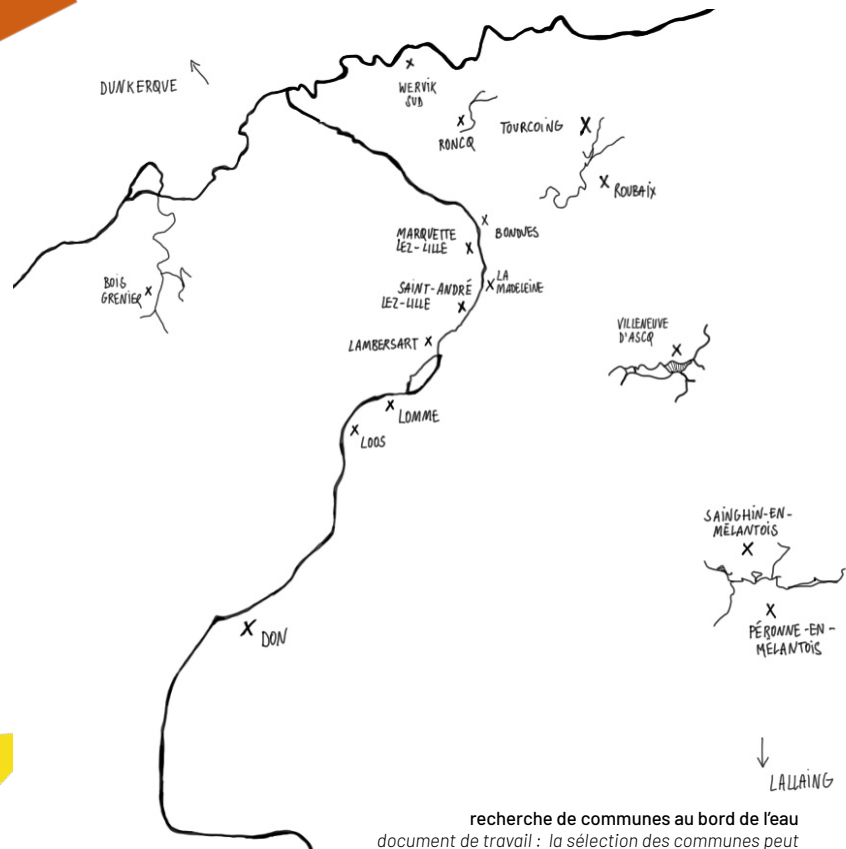 DUNKERQUE
WERVIK
SUD
RONCQ
TOURCOING
ROUBAIX
MARQUETTE
LEZ-LILLE
BONDUES
BOIS
GRENIER
SAINT-ANDRÉ
LEZ-LILLE
LA
MADELEINE
VILLENEUVE
D'ASCQ
LAMBERSART
LOMME
LOOS
SAINGHIN-EN-
MÉLANTOIS
PÉRONNE-EN-
MÉLANTOIS
DON
LALLAING
recherche de communes au bord de l'eau
document de travail : la sélection des communes peut